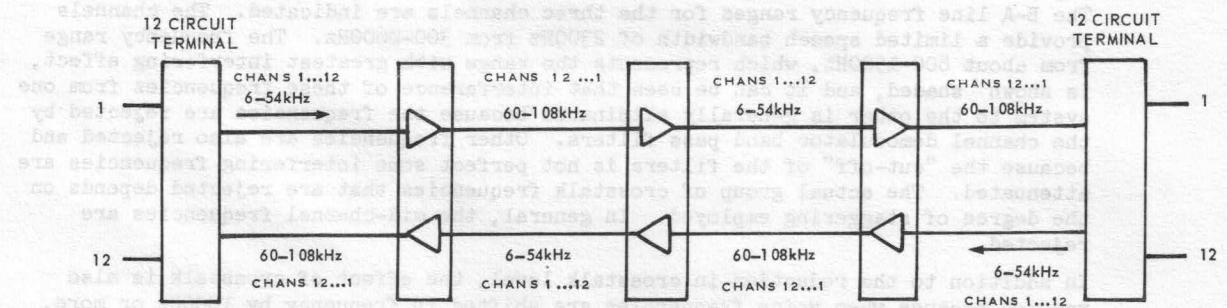 12 CIRCUIT
TERMINAL
12 CIRCUIT
TERMINAL
CHANS 1...12
6–54kHz
CHANS 12...1
60–108kHz
CHANS 1...12
6–54kHz
CHANS 12...1
60–108kHz
1
1
12
12
60–108kHz
CHANS 12...1
6–54kHz
CHANS 1...12
60–108kHz
CHANS 12...1
6–54kHz
CHANS 1...12